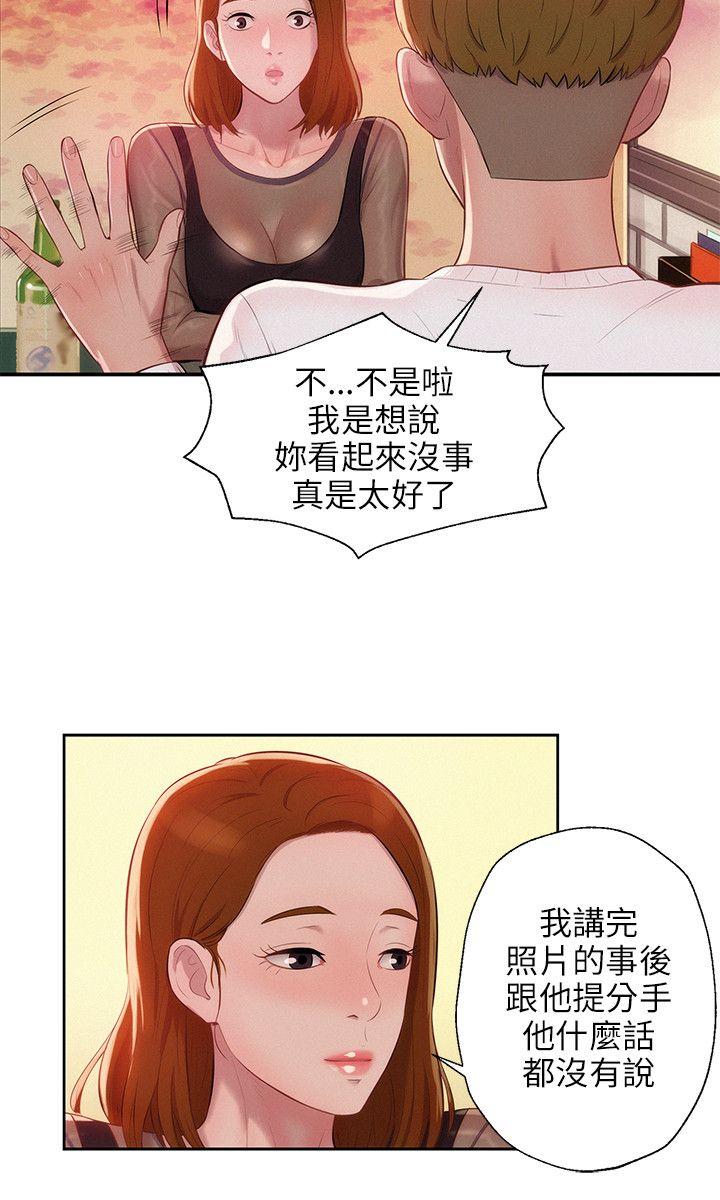 不...不是啦
我是想說
妳看起來沒事
真是太好了
我講完
照片的事後
跟他提分手
他什麼話
都沒有說